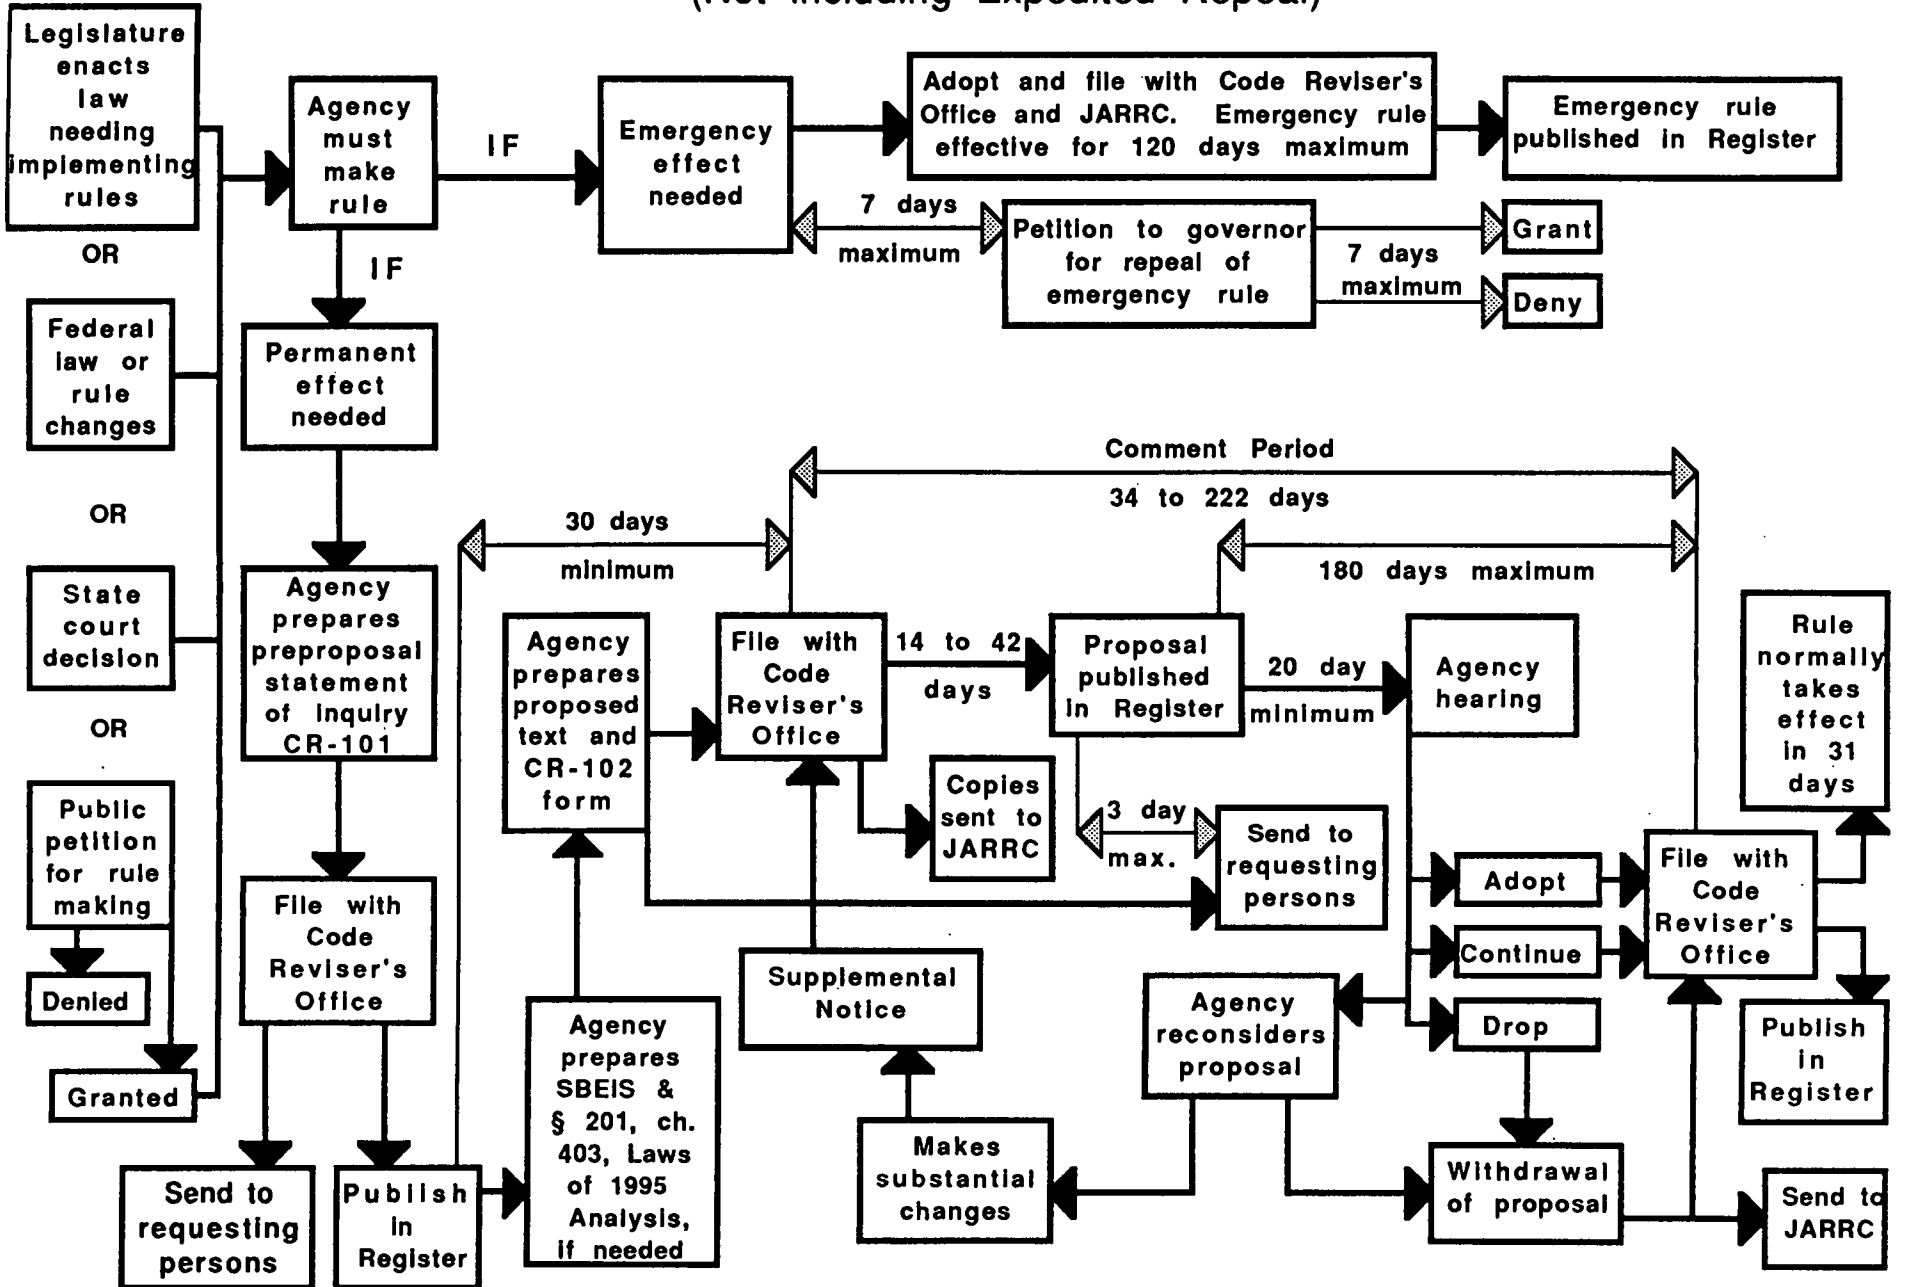 (Not Including Expedited Repeal)
Legislature
enacts
law
needing
implementing
rules
OR
Federal
law or
rule
changes
OR
State
court
decision
OR
Public
petition
for rule
making
Denied
Granted
Agency
must
make
rule
IF
IF
Emergency
effect
needed
Adopt and file with Code Reviser's
Office and JARRC. Emergency rule
effective for 120 days maximum
Emergency rule
published in Register
7 days
maximum
Petition to governor
for repeal of
emergency rule
7 days
maximum
Grant
Deny
Permanent
effect
needed
Agency
prepares
preproposal
statement
of inquiry
CR-101
File with
Code
Reviser's
Office
Send to
requesting
persons
Publish
in
Register
30 days
minimum
Agency
prepares
SBEIS &
§ 201, ch.
403, Laws
of 1995
Analysis,
if needed
Agency
prepares
proposed
text and
CR-102
form
File with
Code
Reviser's
Office
Comment Period
34 to 222 days
14 to 42
days
Copies
sent to
JARRC
Proposal
published
in Register
180 days maximum
20 day
minimum
3 day
max.
Send to
requesting
persons
Agency
hearing
Adopt
Continue
Drop
Agency
reconsiders
proposal
Makes
substantial
changes
Supplemental
Notice
Withdrawal
of proposal
Send to
JARRC
File with
Code
Reviser's
Office
Rule
normally
takes
effect
in 31
days
Publish
in
Register